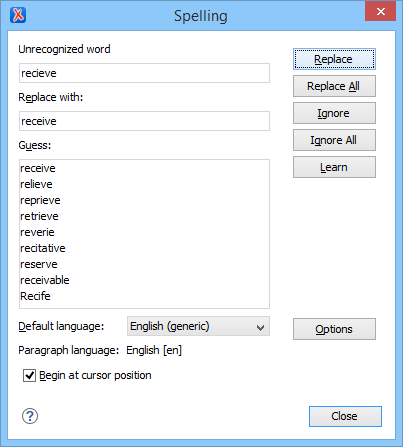 Spelling
Unrecognized word
recieve
Replace with:
receive
Guess:
receive
relieve
reprieve
retrieve
reverie
recitative
reserve
receivable
Recife
Replace
Replace All
Ignore
Ignore All
Learn
Default language: English (generic)
Options
Paragraph language: English [en]
Begin at cursor position
Close